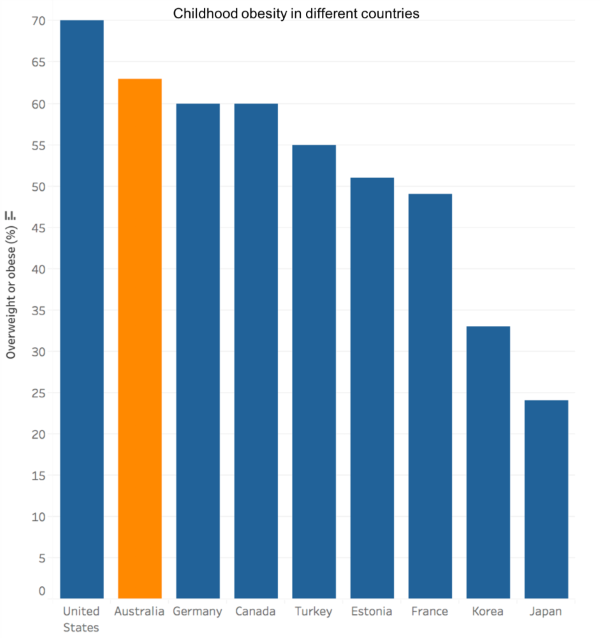 Childhood obesity in different countries
70
65
60
55
50
45
40
35
30
25
20
15
10
5
0
Overweight or obese (%)
United States
Australia
Germany
Canada
Turkey
Estonia
France
Korea
Japan